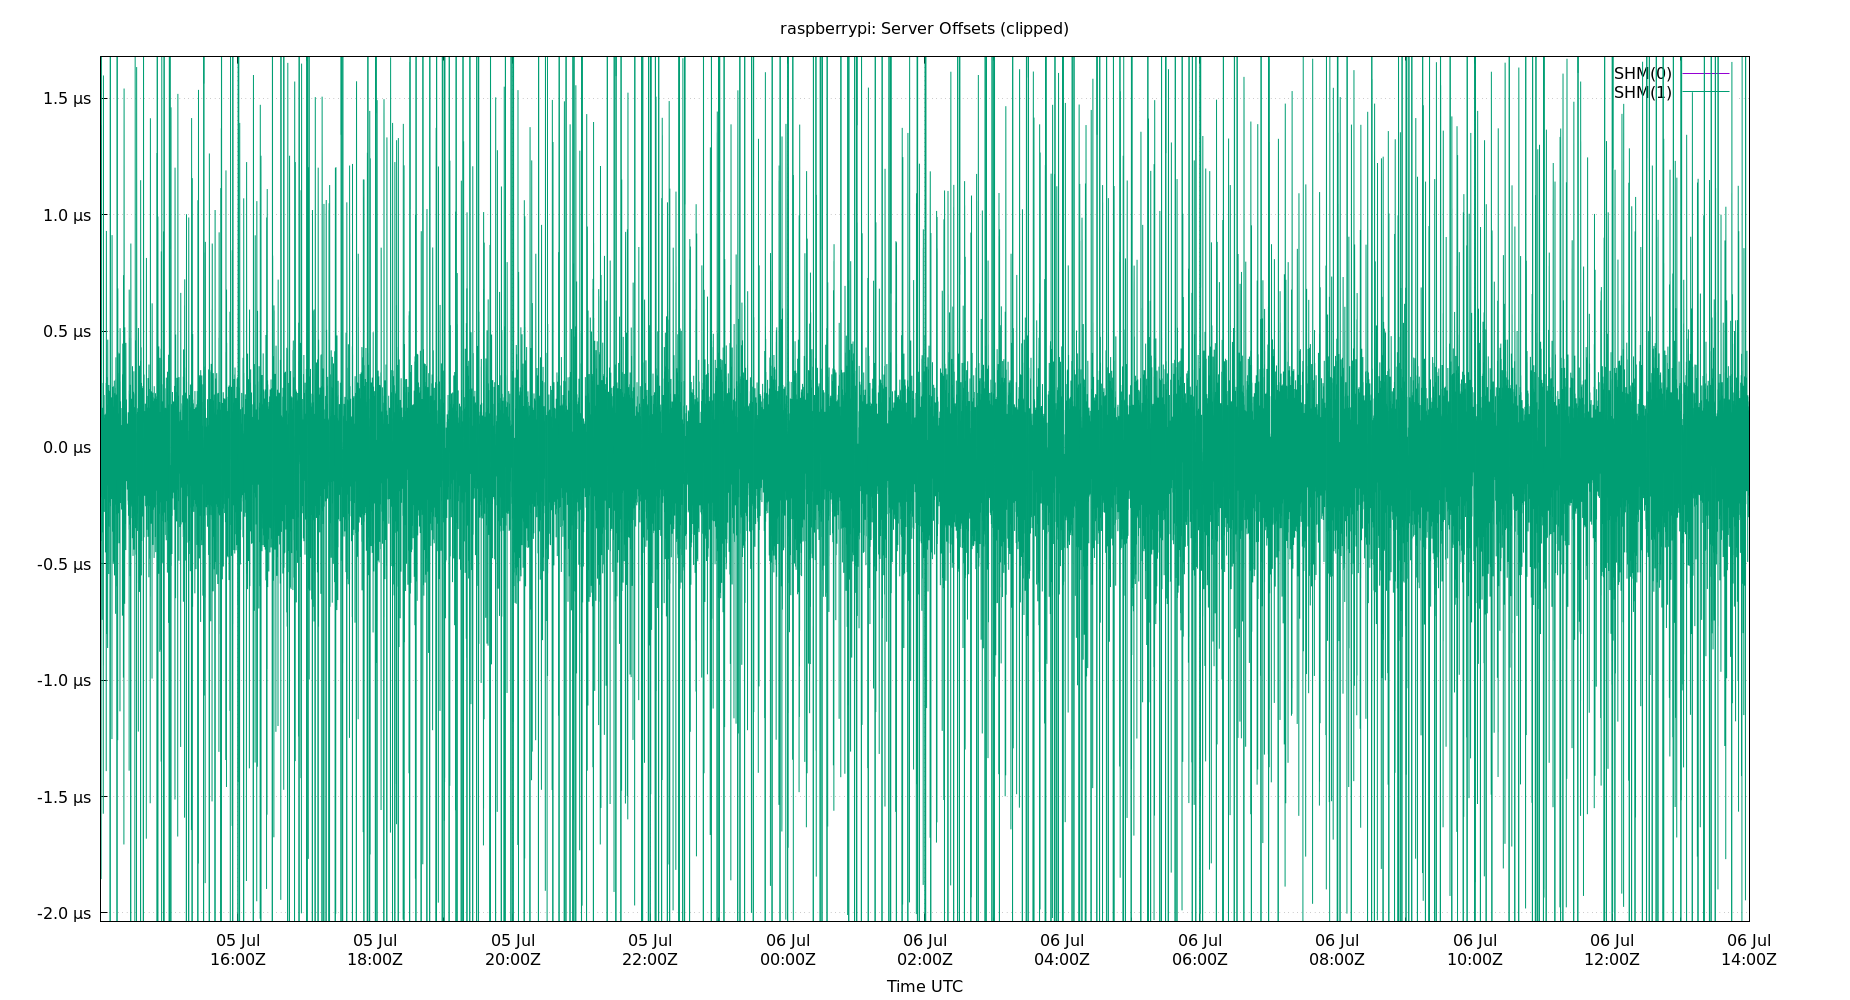 raspberrypi: Server Offsets (clipped)
SHM(0)
SHM(1)
1.5 µs
1.0 µs
0.5 µs
0.0 µs
-0.5 µs
-1.0 µs
-1.5 µs
-2.0 µs
05 Jul 05 Jul 05 Jul 05 Jul 06 Jul 06 Jul 06 Jul 06 Jul 06 Jul 06 Jul 06 Jul 06 Jul
16:00Z 18:00Z 20:00Z 22:00Z 00:00Z 02:00Z 04:00Z 06:00Z 08:00Z 10:00Z 12:00Z 14:00Z
Time UTC